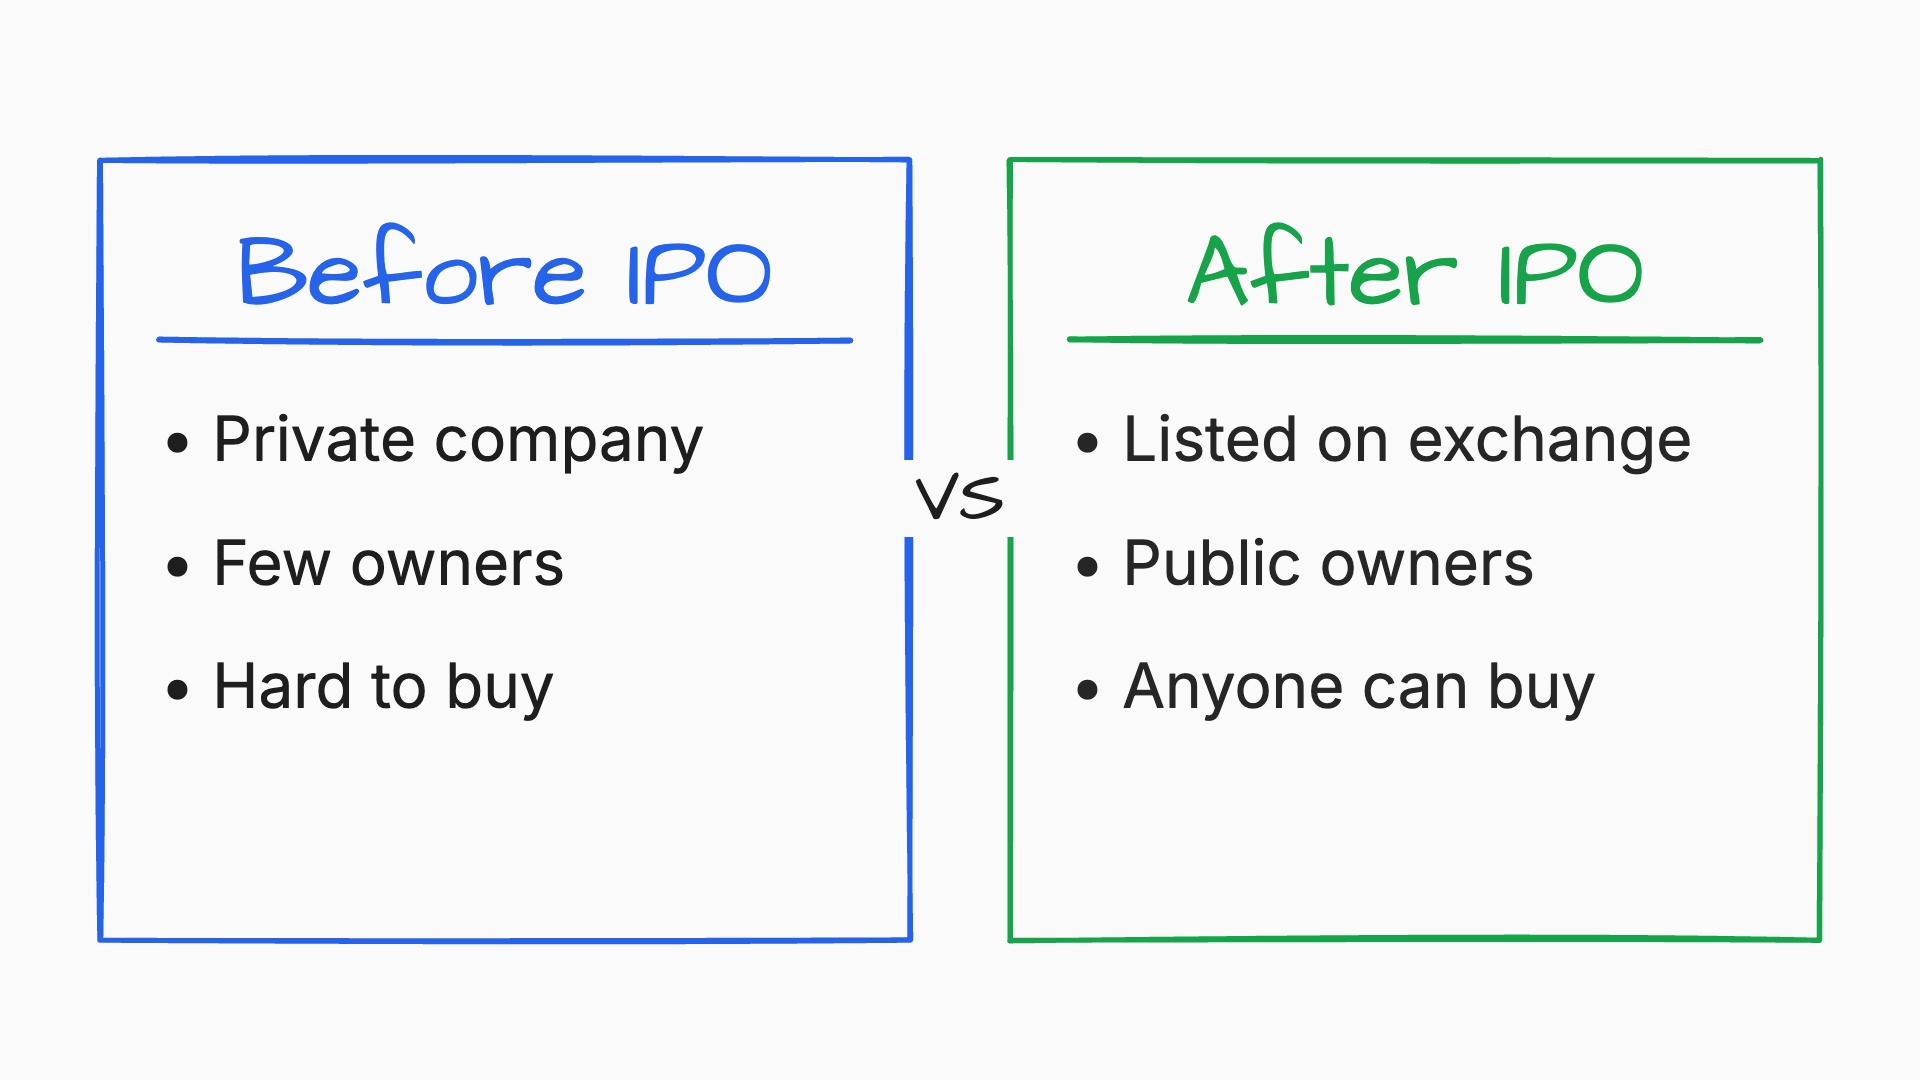 Before IPO
• Private company
• Few owners
• Hard to buy
VS
After IPO
• Listed on exchange
• Public owners
• Anyone can buy